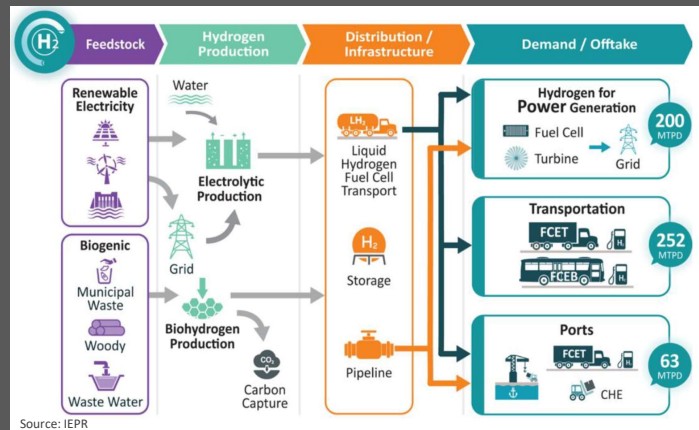 H2
Feedstock
Hydrogen
Production
Distribution /
Infrastructure
Demand / Offtake
Renewable
Electricity
Biogenic
Municipal
Waste
Woody
Waste Water
Water
Electrolytic
Production
Grid
Biohydrogen
Production
CO2
Carbon
Capture
LH2
Liquid
Hydrogen
Fuel Cell
Transport
H2
Storage
Pipeline
Hydrogen for
Power Generation
Fuel Cell
Turbine
Grid
200
MTPD
Transportation
FCET
H2
FCEB
H2
252
MTPD
Ports
FCET
H2
CHE
63
MTPD
Source: IEPR